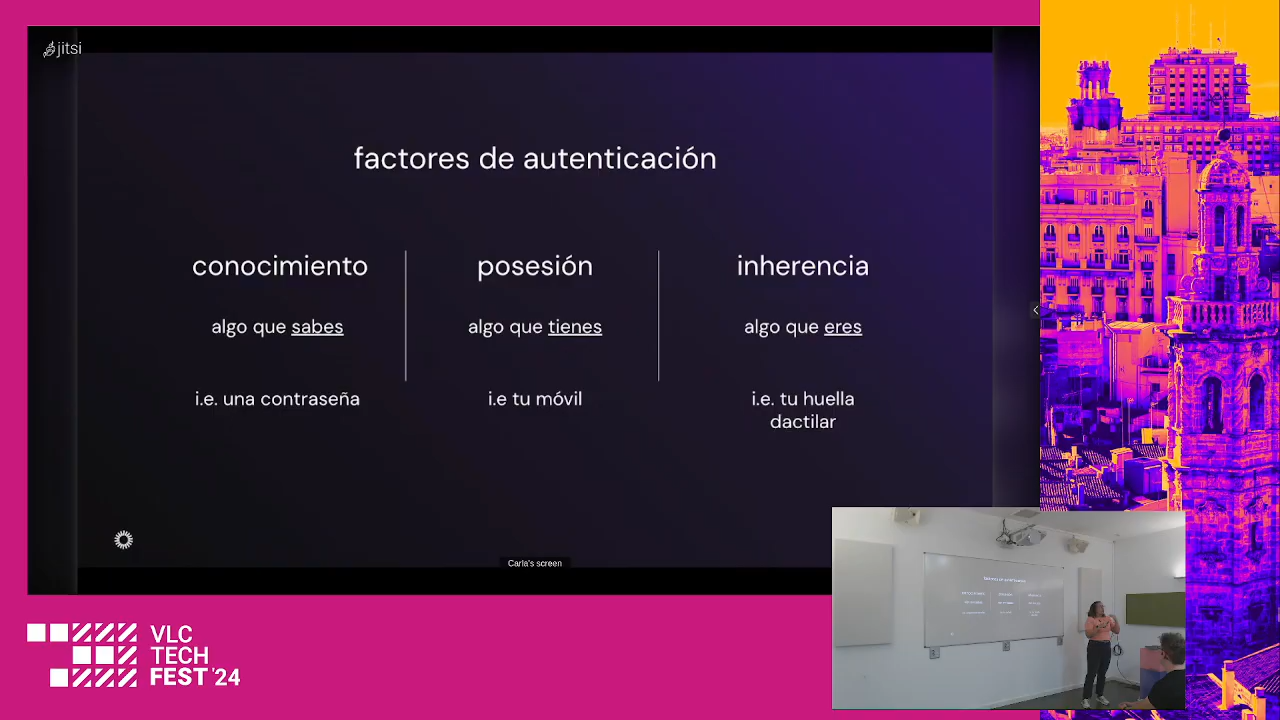 jitsi
factores de autenticación
conocimiento
algo que sabes
i.e. una contraseña
posesión
algo que tienes
i.e tu móvil
inherencia
algo que eres
i.e. tu huella
dactilar
Carla's screen
VLC
TECH
FEST '24